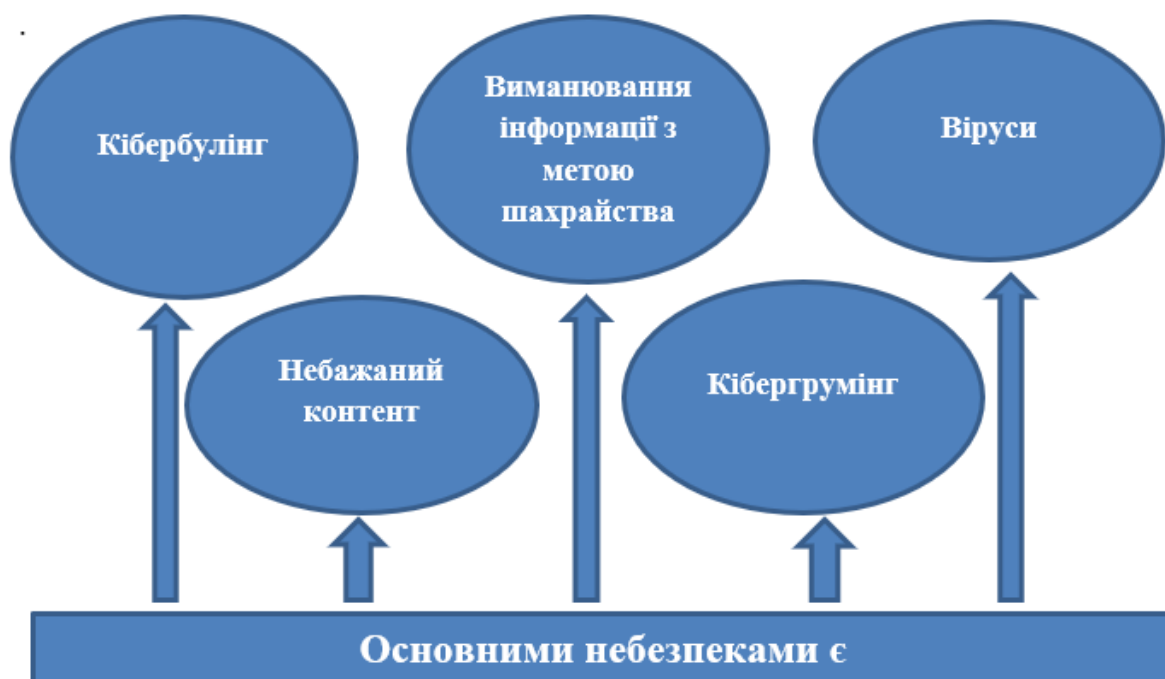 Кібербулінг
Виманювання
інформації з
метою
шахрайства
Віруси
Небажаний
контент
Кібергрумінг
Основними небезпеками є